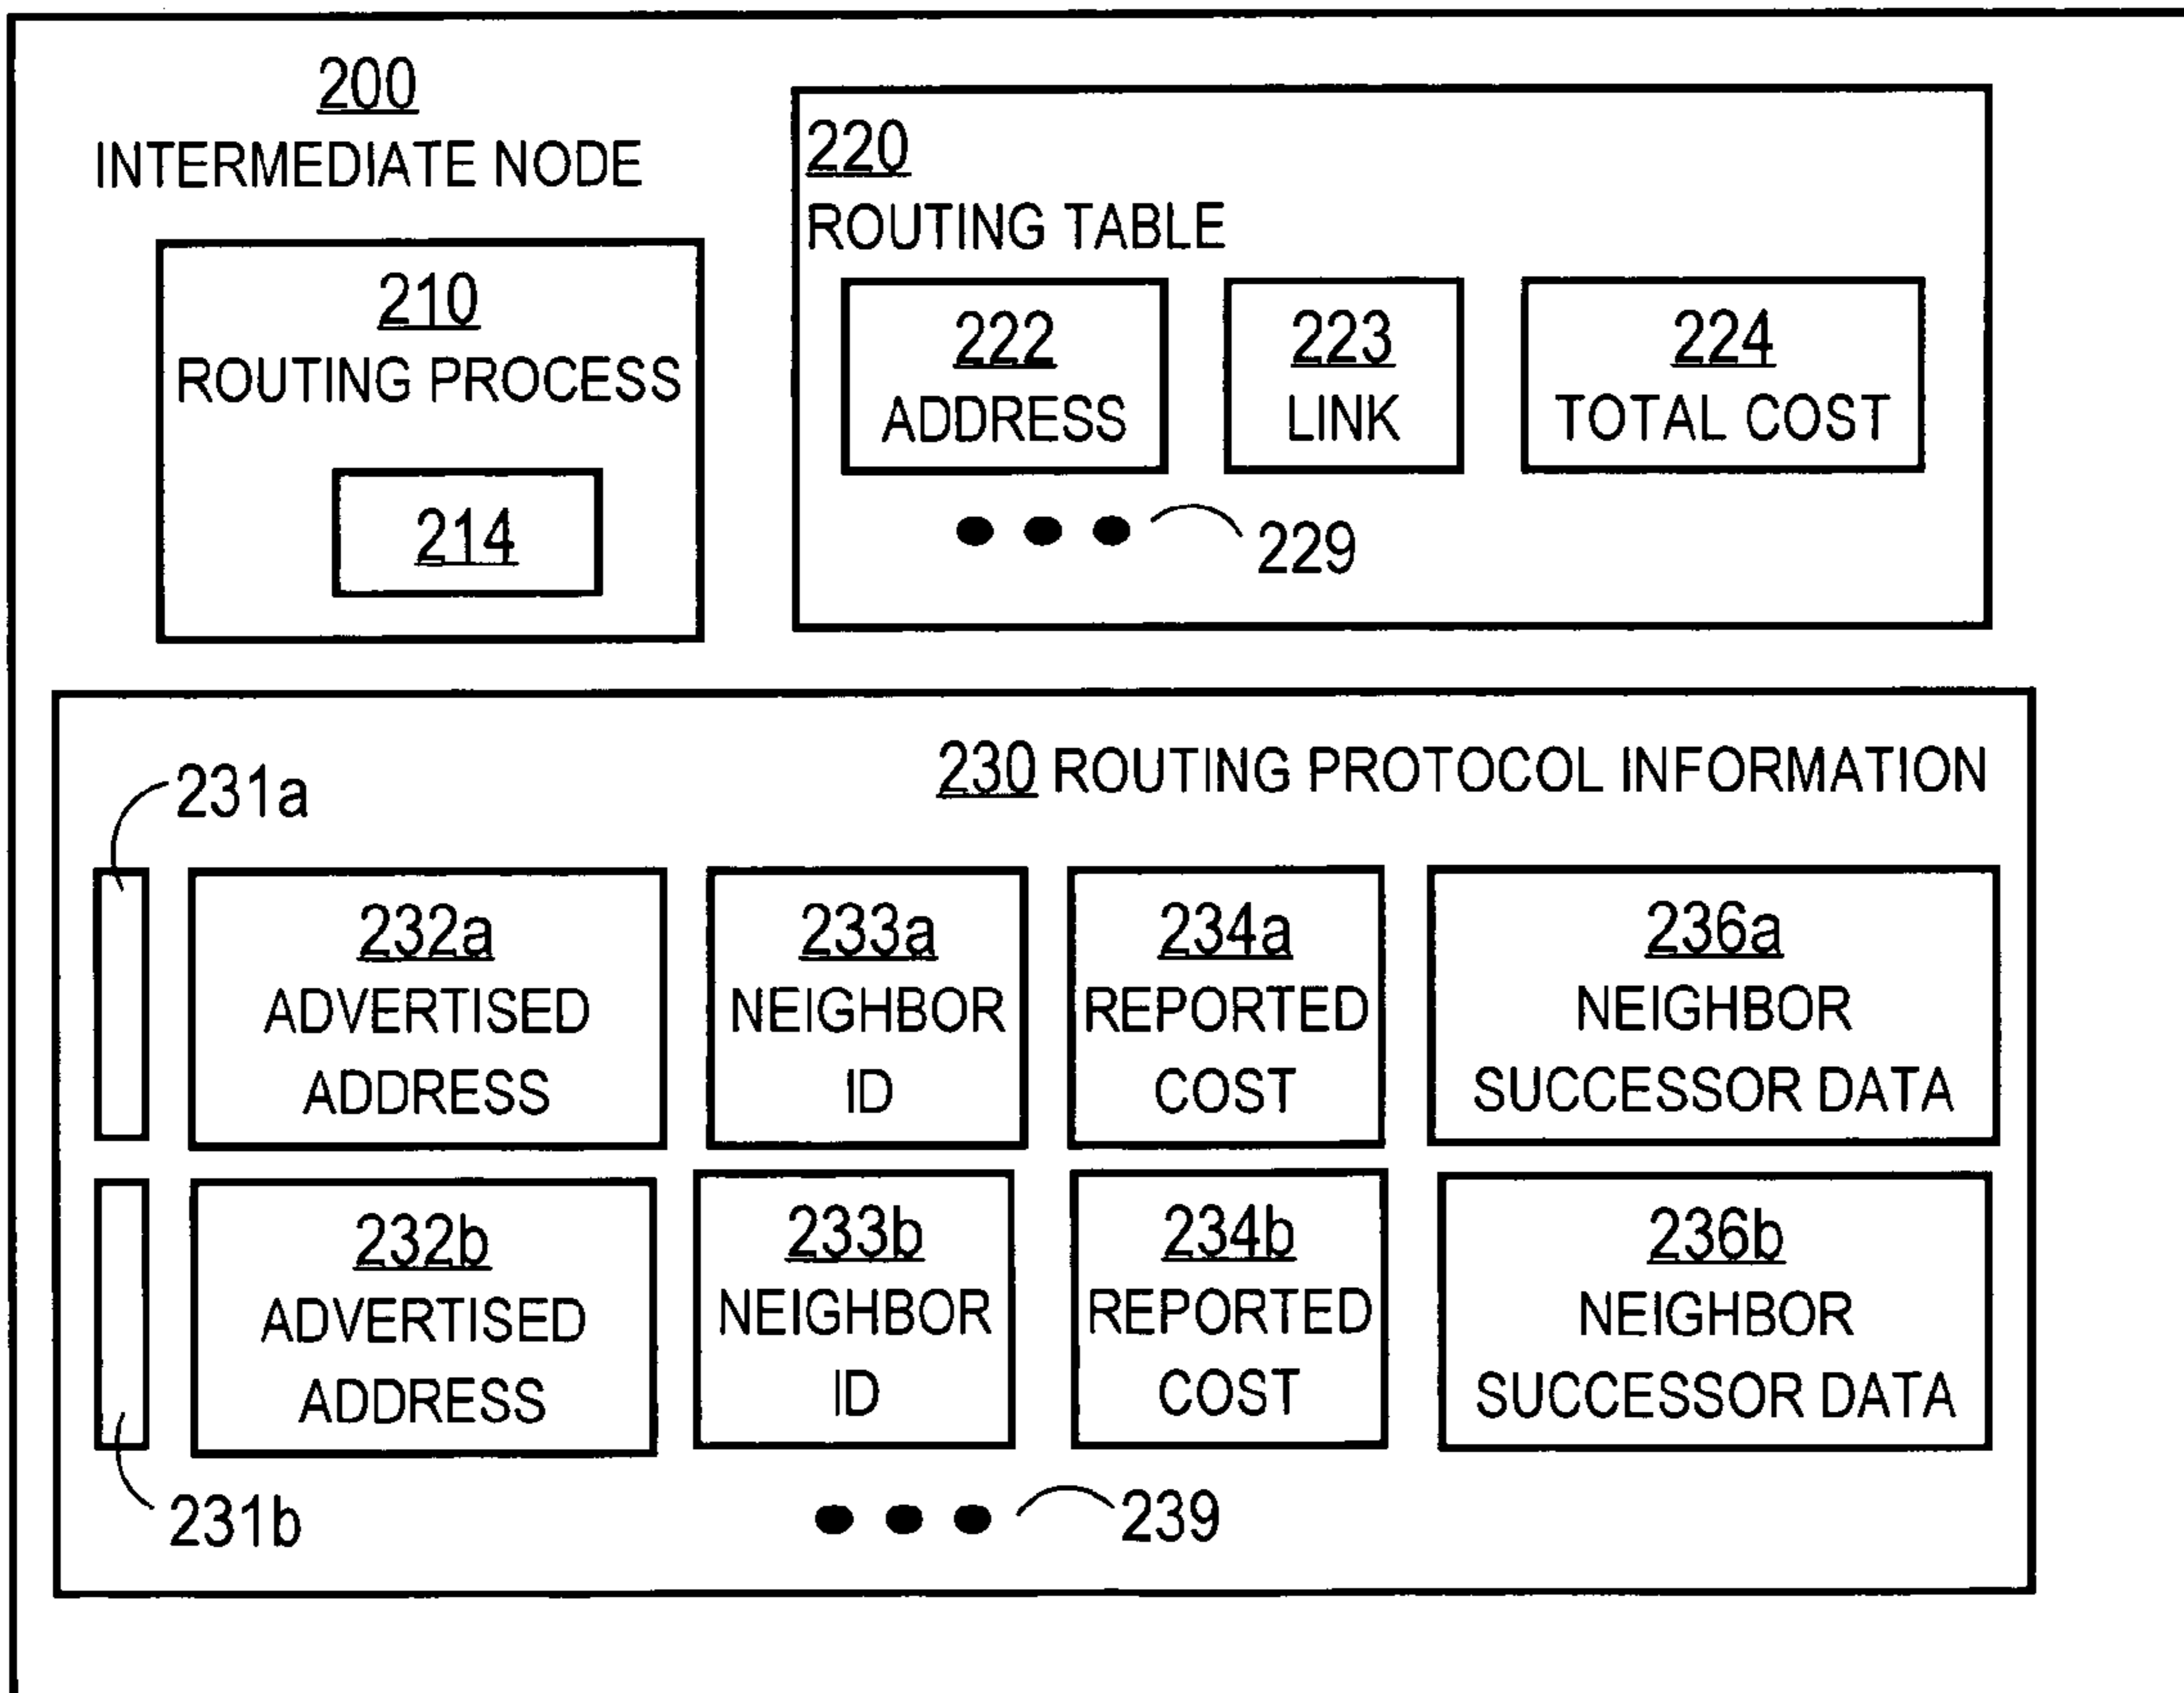 200
INTERMEDIATE NODE
210
ROUTING PROCESS
214
220
ROUTING TABLE
222
ADDRESS
223
LINK
224
TOTAL COST
229
230 ROUTING PROTOCOL INFORMATION
231a
232a
ADVERTISED
ADDRESS
233a
NEIGHBOR
ID
234a
REPORTED
COST
236a
NEIGHBOR
SUCCESSOR DATA
232b
ADVERTISED
ADDRESS
233b
NEIGHBOR
ID
234b
REPORTED
COST
236b
NEIGHBOR
SUCCESSOR DATA
231b
239